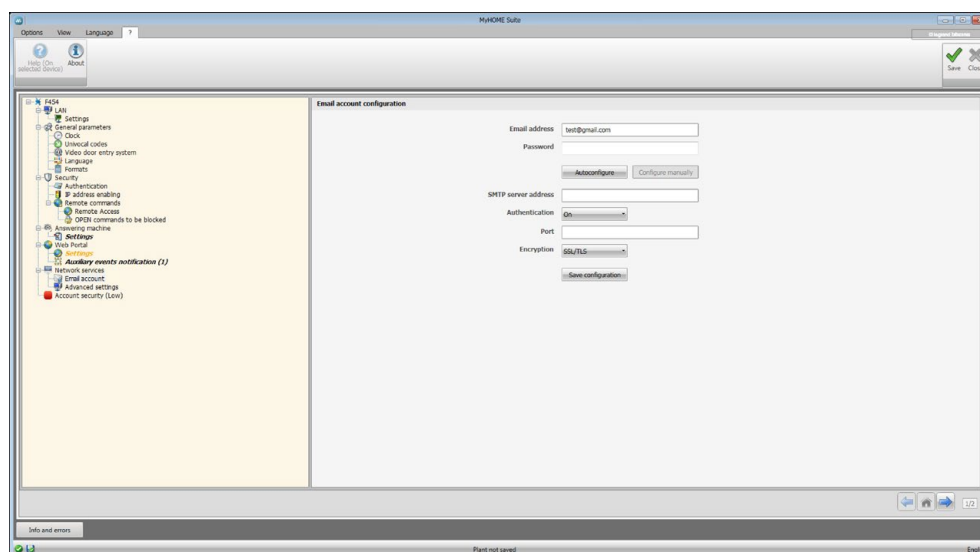 MyHOME Suite
Options View Language ?
Help (On selected device)
About
Save
F454
LAN
Settings
General parameters
Clock
Univocal codes
Video door entry system
Language
Formats
Security
Authentication
IP address enabling
Remote commands
Remote Access
OPEN commands to be blocked
Answering machine
Settings
Web Portal
Settings
Auxiliary events notification (1)
Network services
Email account
Advanced settings
Account security (Low)
Email account configuration
Email address test@gmail.com
Password
Autoconfigure Configure manually
SMTP server address
Authentication On
Port
Encryption SSL/TLS
Save configuration
1/2
Info and errors
Plant not saved